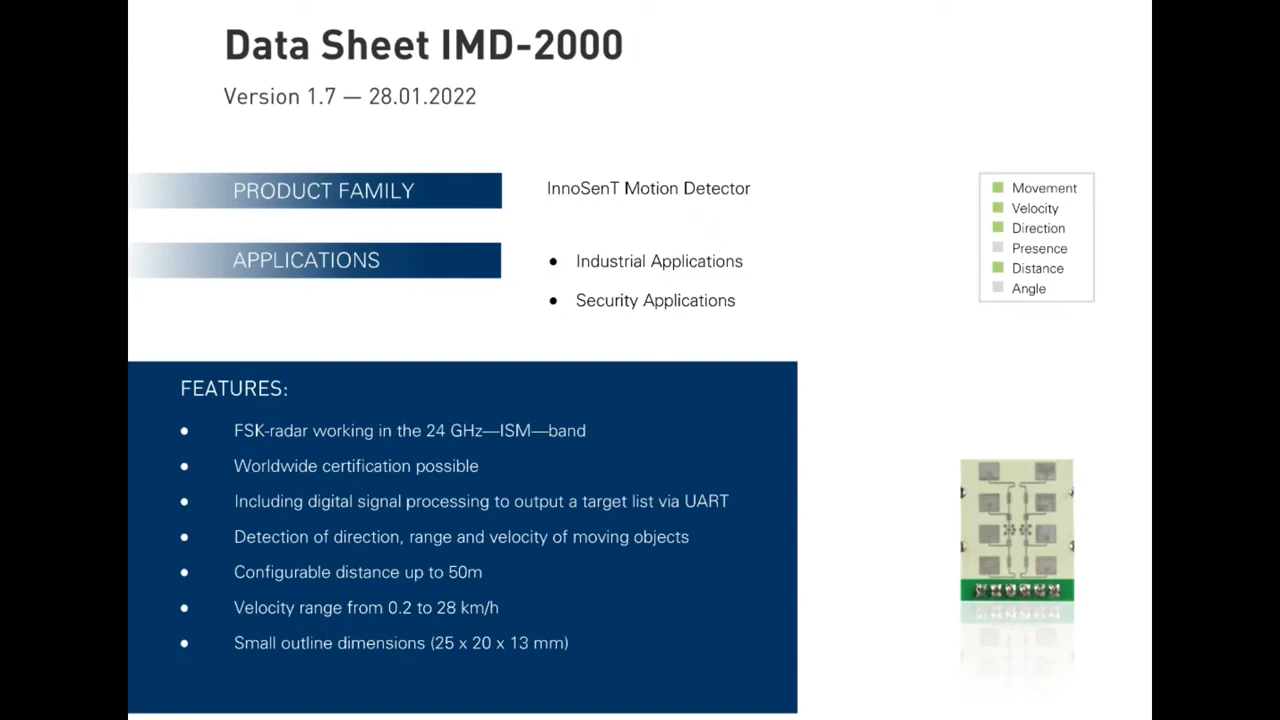 Data Sheet IMD-2000
Version 1.7 — 28.01.2022
PRODUCT FAMILY
InnoSenT Motion Detector
APPLICATIONS
• Industrial Applications
• Security Applications
Movement
Velocity
Direction
Presence
Distance
Angle
FEATURES:
• FSK-radar working in the 24 GHz—ISM—band
• Worldwide certification possible
• Including digital signal processing to output a target list via UART
• Detection of direction, range and velocity of moving objects
• Configurable distance up to 50m
• Velocity range from 0.2 to 28 km/h
• Small outline dimensions (25 x 20 x 13 mm)